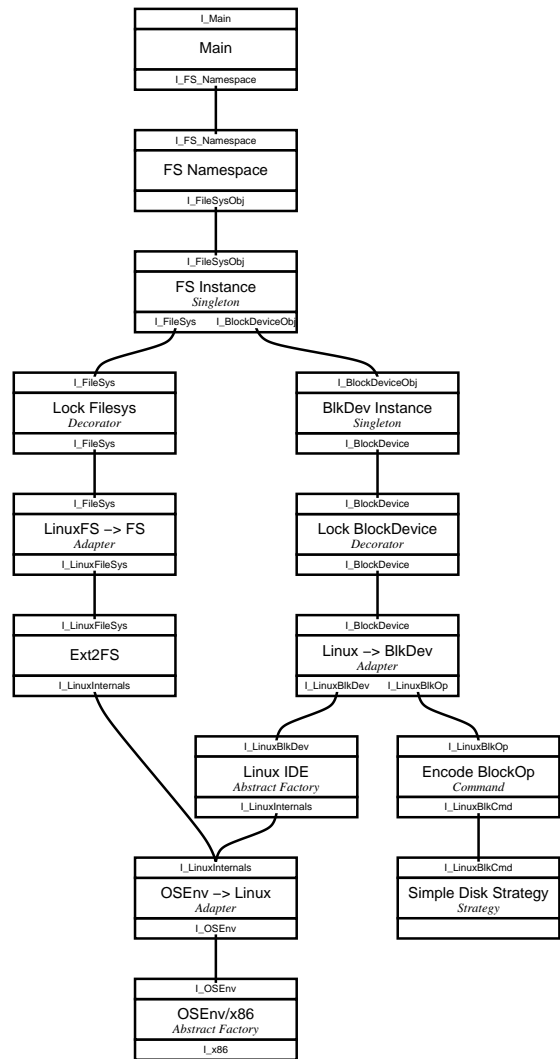 I_Main
Main
I_FS_Namespace
I_FS_Namespace
FS Namespace
I_FileSysObj
I_FileSysObj
FS Instance
Singleton
I_FileSys I_BlockDeviceObj
I_FileSys
Lock Filesys
Decorator
I_FileSys
I_BlockDeviceObj
BlkDev Instance
Singleton
I_BlockDevice
I_FileSys
LinuxFS −> FS
Adapter
I_LinuxFileSys
I_BlockDevice
Lock BlockDevice
Decorator
I_BlockDevice
I_LinuxFileSys
Ext2FS
I_LinuxInternals
I_BlockDevice
Linux −> BlkDev
Adapter
I_LinuxBlkDev I_LinuxBlkOp
I_LinuxBlkDev
Linux IDE
Abstract Factory
I_LinuxInternals
I_LinuxBlkOp
Encode BlockOp
Command
I_LinuxBlkCmd
I_LinuxInternals
OSEnv −> Linux
Adapter
I_OSEnv
I_LinuxBlkCmd
Simple Disk Strategy
Strategy
I_OSEnv
OSEnv/x86
Abstract Factory
I_x86